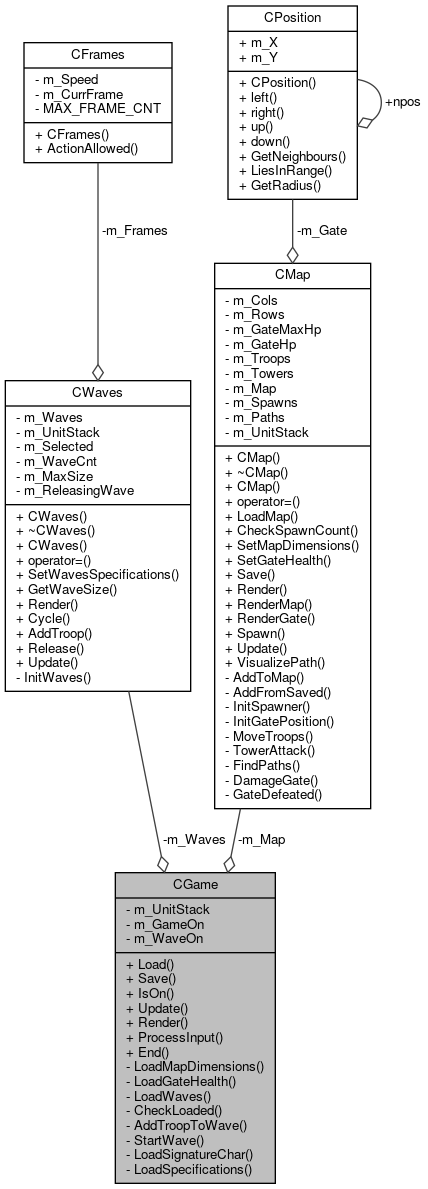 CPosition
+ m_X
+ m_Y
+ CPosition()
+ left()
+ right()
+ up()
+ down()
+ GetNeighbours()
+ LiesInRange()
+ GetRadius()
+npos
CFrames
- m_Speed
- m_CurrFrame
- MAX_FRAME_CNT
+ CFrames()
+ ActionAllowed()
-m_Frames
-m_Gate
CMap
- m_Cols
- m_Rows
- m_GateMaxHp
- m_GateHp
- m_Troops
- m_Towers
- m_Map
- m_Spawns
- m_Paths
- m_UnitStack
+ CMap()
+ ~CMap()
+ CMap()
+ operator=()
+ LoadMap()
+ CheckSpawnCount()
+ SetMapDimensions()
+ SetGateHealth()
+ Save()
+ Render()
+ RenderMap()
+ RenderGate()
+ Spawn()
+ Update()
+ VisualizePath()
- AddToMap()
- AddFromSaved()
- InitSpawner()
- InitGatePosition()
- MoveTroops()
- TowerAttack()
- FindPaths()
- DamageGate()
- GateDefeated()
CWaves
- m_Waves
- m_UnitStack
- m_Selected
- m_WaveCnt
- m_MaxSize
- m_ReleasingWave
+ CWaves()
+ ~CWaves()
+ CWaves()
+ operator=()
+ SetWavesSpecifications()
+ GetWaveSize()
+ Render()
+ Cycle()
+ AddTroop()
+ Release()
+ Update()
- InitWaves()
-m_Waves
-m_Map
CGame
- m_UnitStack
- m_GameOn
- m_WaveOn
+ Load()
+ Save()
+ IsOn()
+ Update()
+ Render()
+ ProcessInput()
+ End()
- LoadMapDimensions()
- LoadGateHealth()
- LoadWaves()
- CheckLoaded()
- AddTroopToWave()
- StartWave()
- LoadSignatureChar()
- LoadSpecifications()